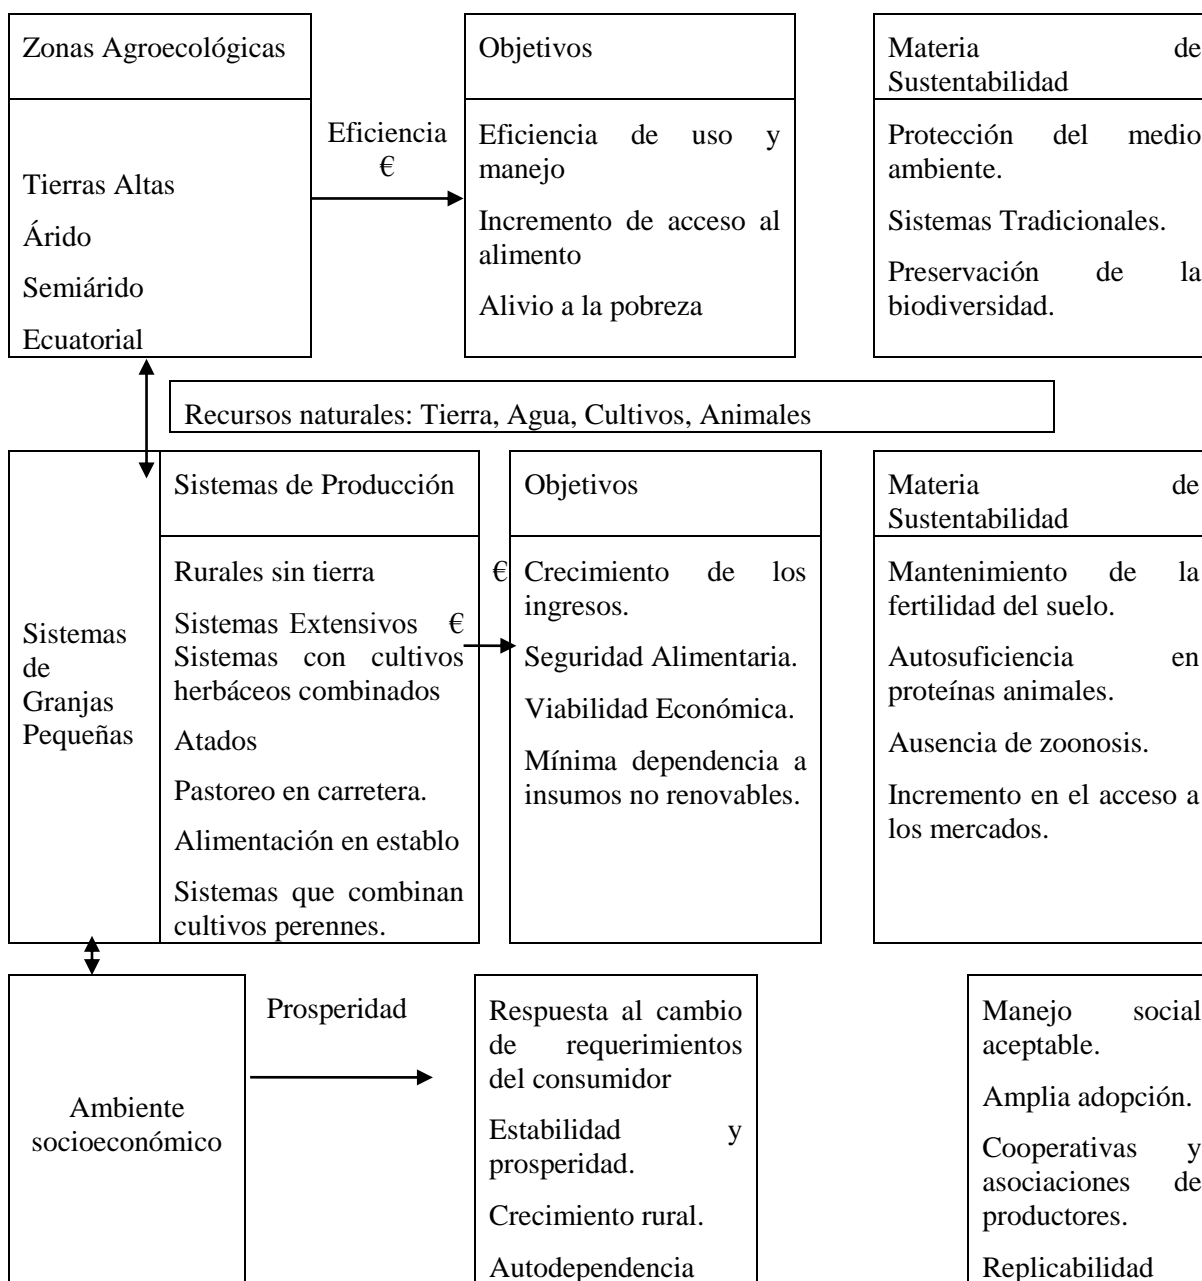 Zonas Agroecológicas
Tierras Altas
Árido
Semiárido
Ecuatorial
Eficiencia
€
Objetivos
Eficiencia de uso y
manejo
Incremento de acceso al
alimento
Alivio a la pobreza
Materia de
Sustentabilidad
Protección del medio
ambiente.
Sistemas Tradicionales.
Preservación de la
biodiversidad.
Recursos naturales: Tierra, Agua, Cultivos, Animales
Sistemas
de
Granjas
Pequeñas
Sistemas de Producción
Rurales sin tierra
Sistemas Extensivos €
Sistemas con cultivos
herbáceos combinados
Atados
Pastoreo en carretera.
Alimentación en establo
Sistemas que combinan
cultivos perennes.
€
Objetivos
Crecimiento de los
ingresos.
Seguridad Alimentaria.
Viabilidad Económica.
Mínima dependencia a
insumos no renovables.
Materia de
Sustentabilidad
Mantenimiento de la
fertilidad del suelo.
Autosuficiencia en
proteínas animales.
Ausencia de zoonosis.
Incremento en el acceso a
los mercados.
Ambiente
socioeconómico
Prosperidad
Respuesta al cambio
de requerimientos
del consumidor
Estabilidad y
prosperidad.
Crecimiento rural.
Autodependencia
Manejo social
aceptable.
Amplia adopción.
Cooperativas y
asociaciones de
productores.
Replicabilidad